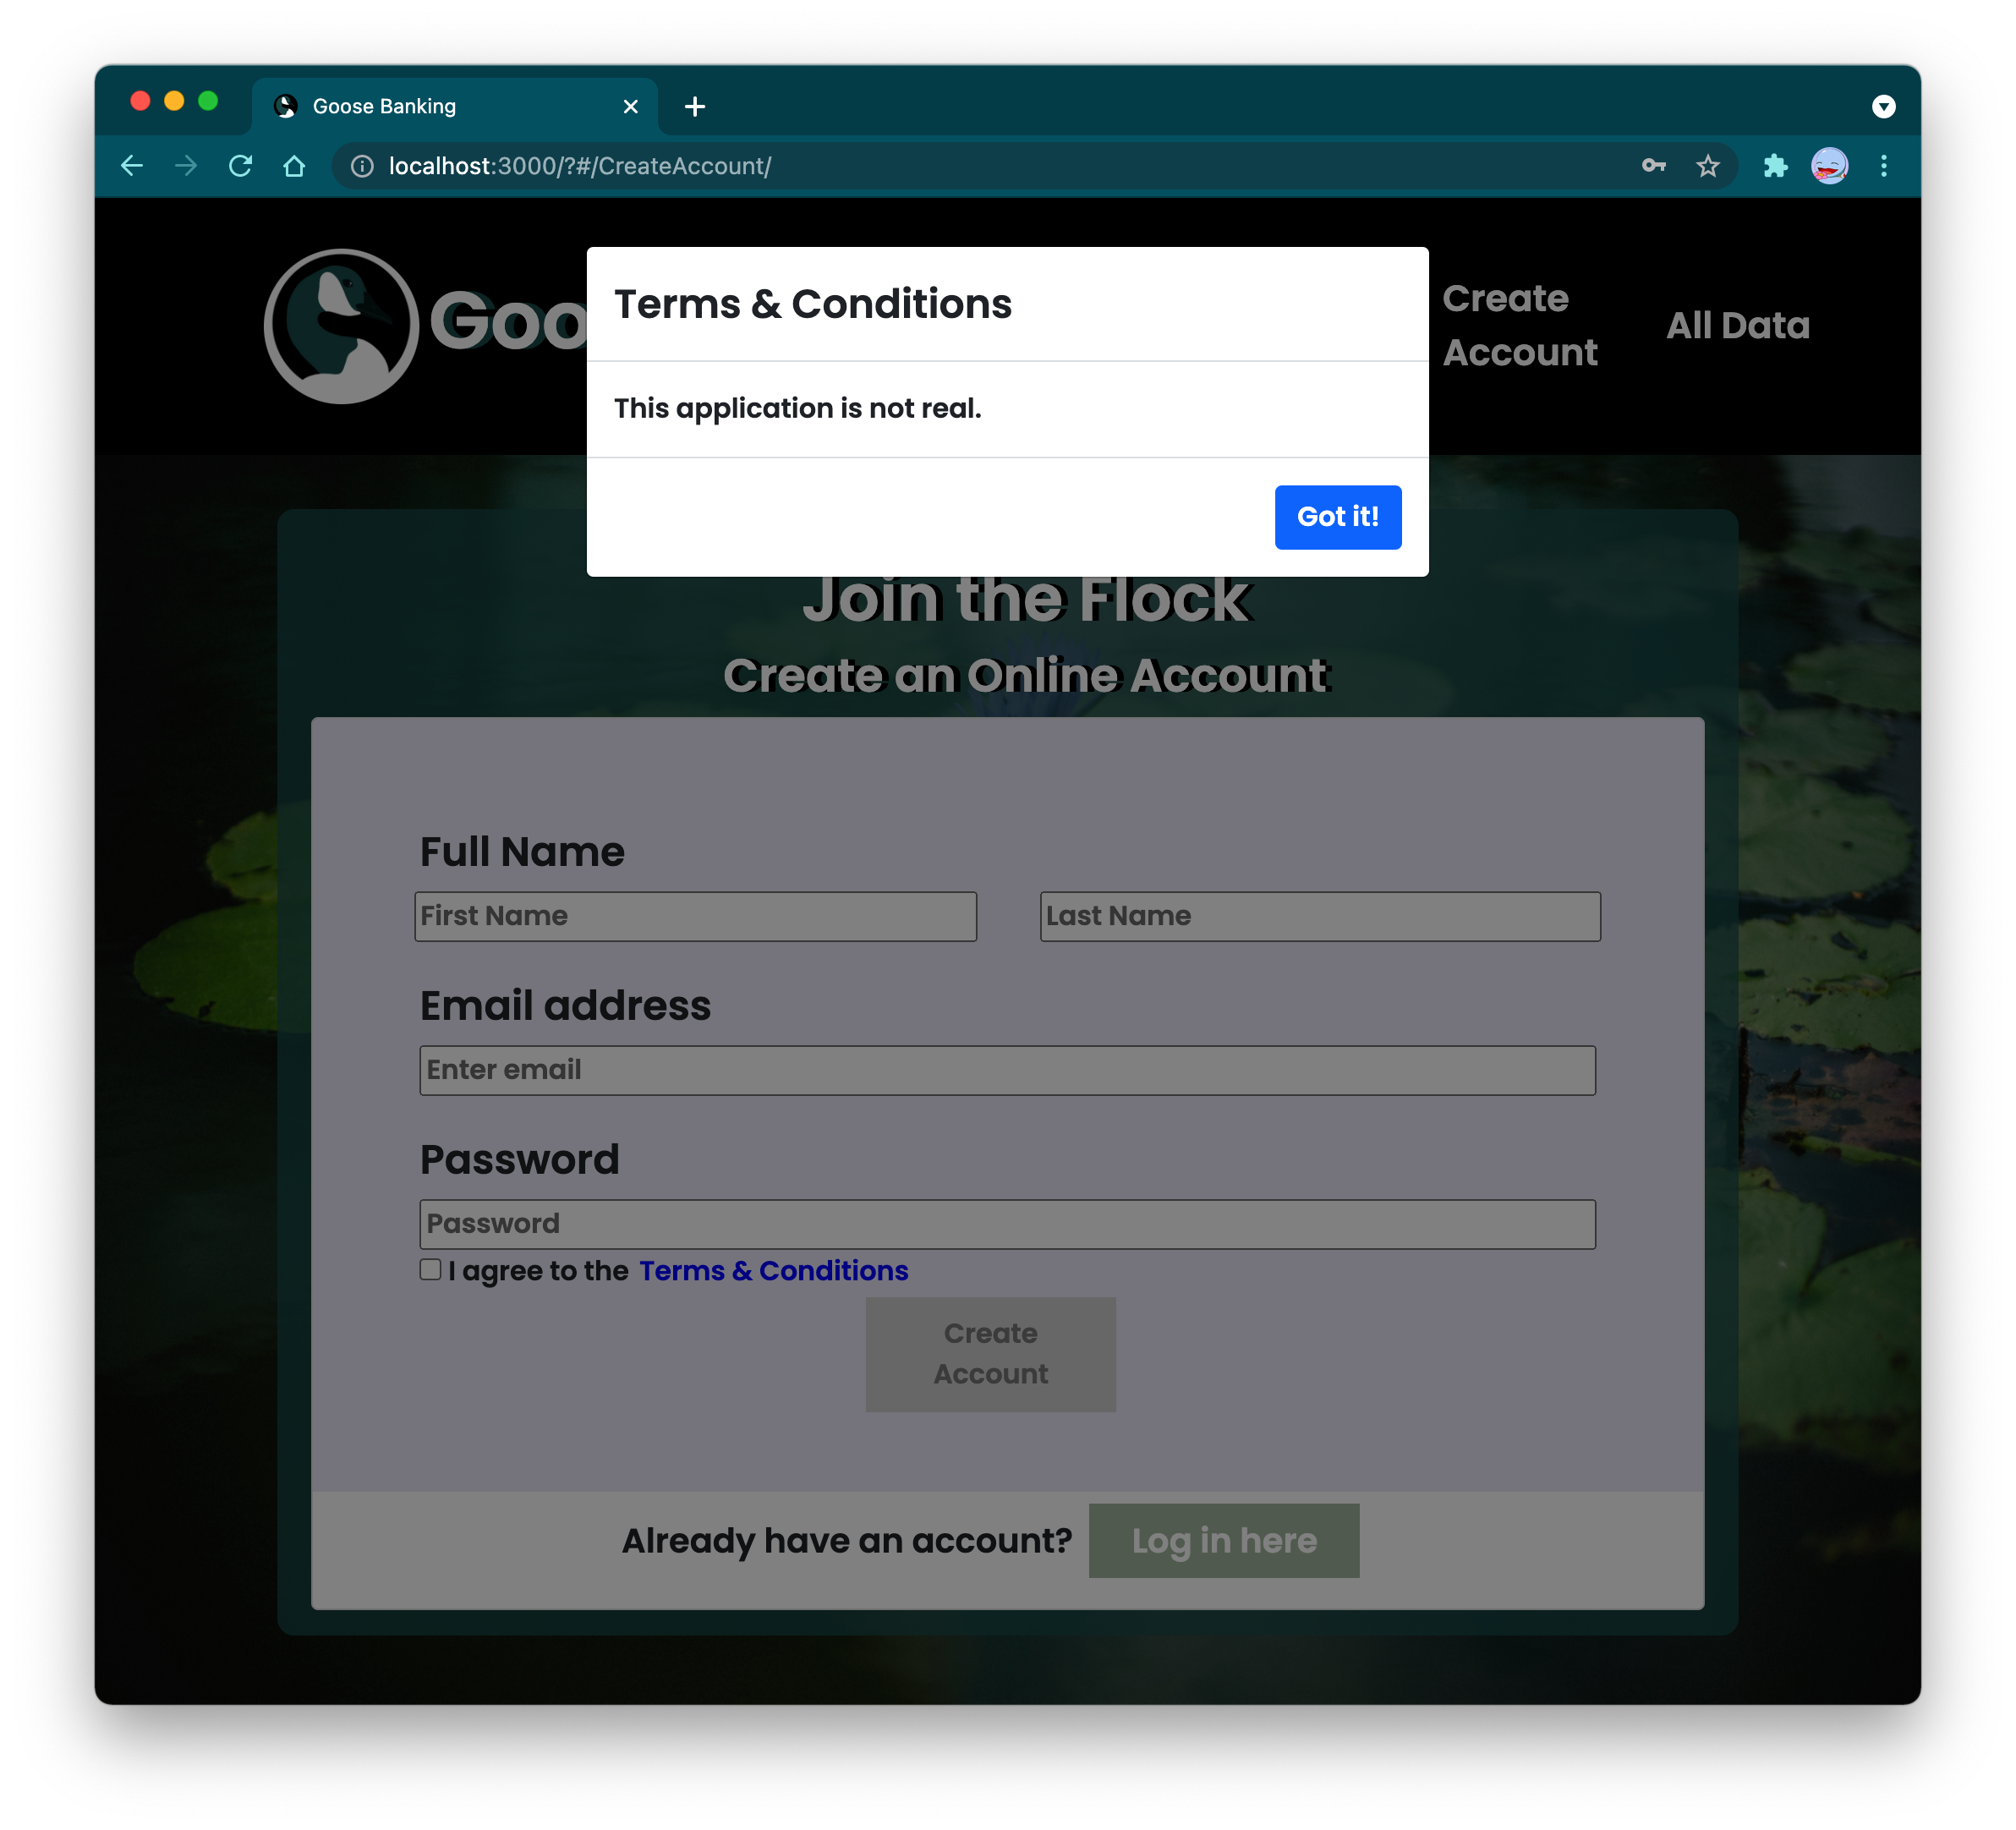 Goose Banking
localhost:3000/?#/CreateAccount/
Goo
Create
Account
All Data
Terms & Conditions
This application is not real.
Got it!
Join the Flock
Create an Online Account
Full Name
First Name
Last Name
Email address
Enter email
Password
Password
I agree to the Terms & Conditions
Create
Account
Already have an account?
Log in here